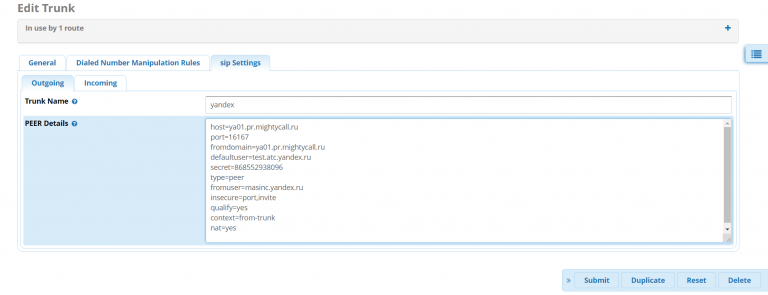 Edit Trunk
In use by 1 route
+
General
Dialed Number Manipulation Rules
sip Settings
Outgoing
Incoming
Trunk Name
yandex
PEER Details
host=ya01.pr.mightycall.ru
port=16167
fromdomain=ya01.pr.mightycall.ru
defaultuser=test.atc.yandex.ru
secret=868552938096
type=peer
fromuser=masinc.yandex.ru
insecure=port,invite
qualify=yes
context=from-trunk
nat=yes
» Submit Duplicate Reset Delete